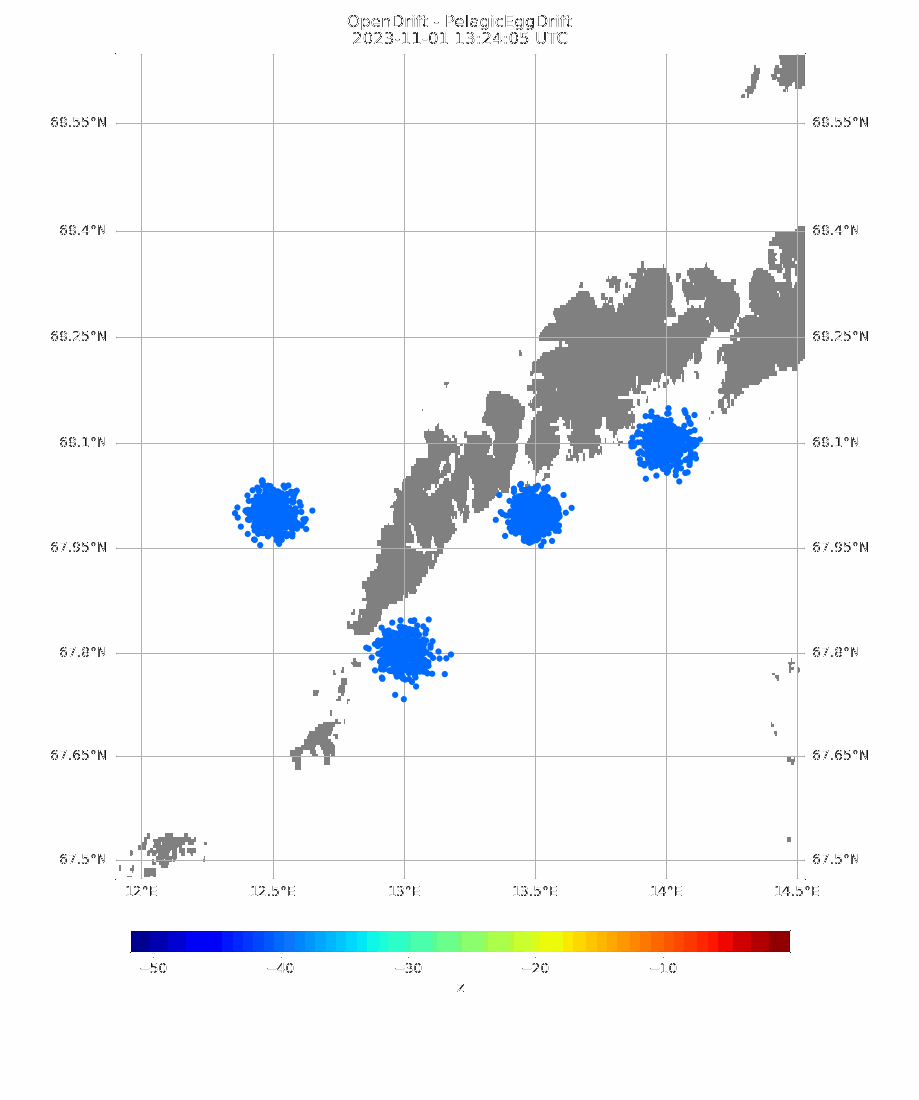 OpenDrift - PelagicEggDrift
2023-11-01 13:24:05 UTC
68.55°N 68.55°N
68.4°N 68.4°N
68.25°N 68.25°N
68.1°N 68.1°N
67.95°N 67.95°N
67.8°N 67.8°N
67.65°N 67.65°N
67.5°N 67.5°N
12°E 12.5°E 13°E 13.5°E 14°E 14.5°E
−50 −40 −30 −20 −10
z